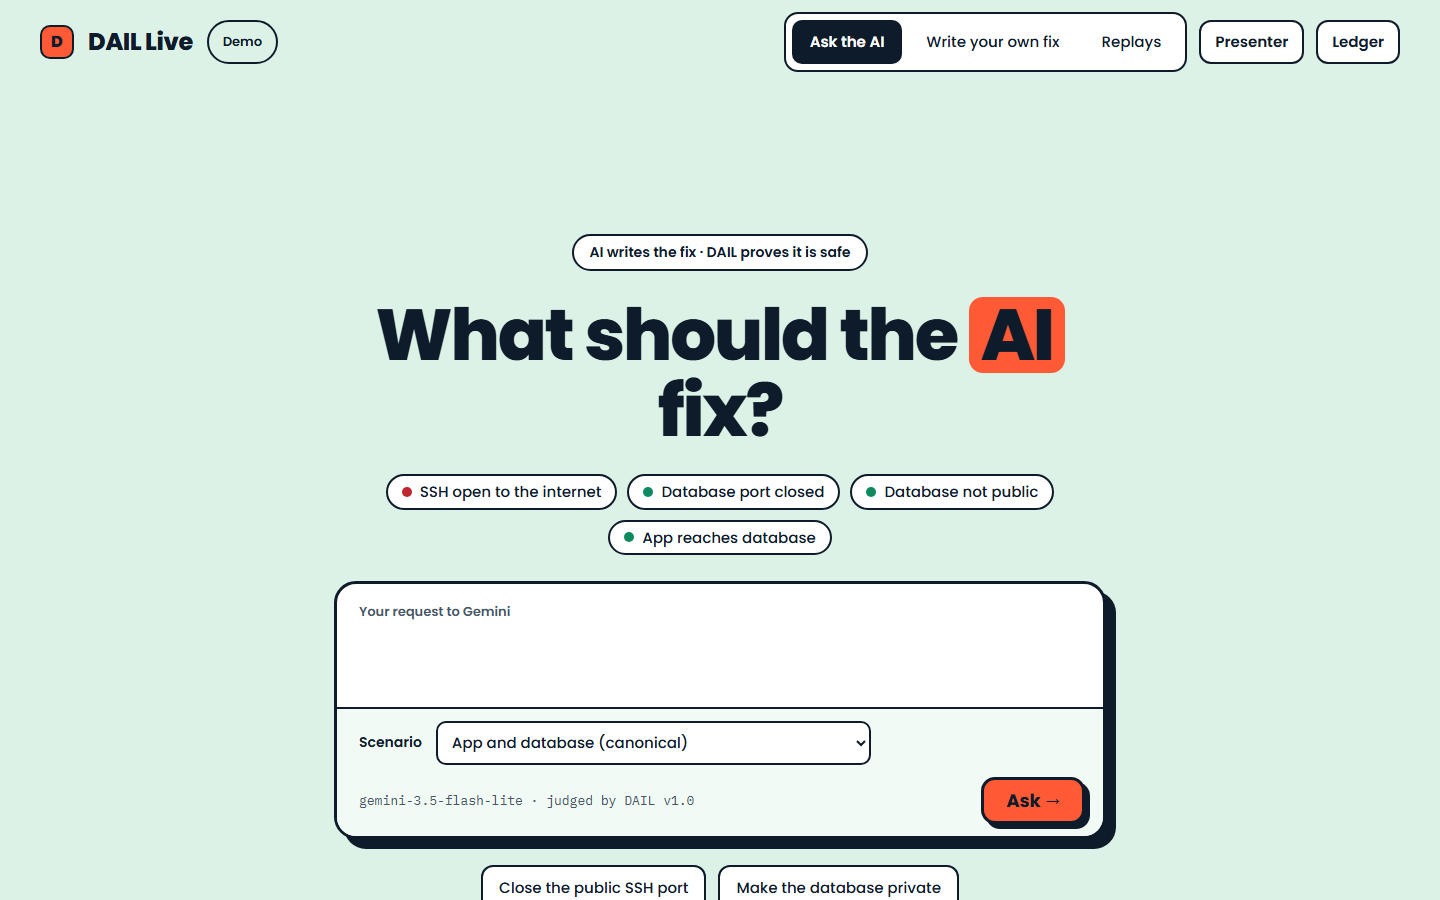 D DAIL Live Demo Ask the AI Write your own fix Replays Presenter Ledger
AI writes the fix · DAIL proves it is safe
What should the AI
fix?
SSH open to the internet Database port closed Database not public
App reaches database
Your request to Gemini
Scenario App and database (canonical)
gemini-3.5-flash-lite · judged by DAIL v1.0 Ask →
Close the public SSH port Make the database private